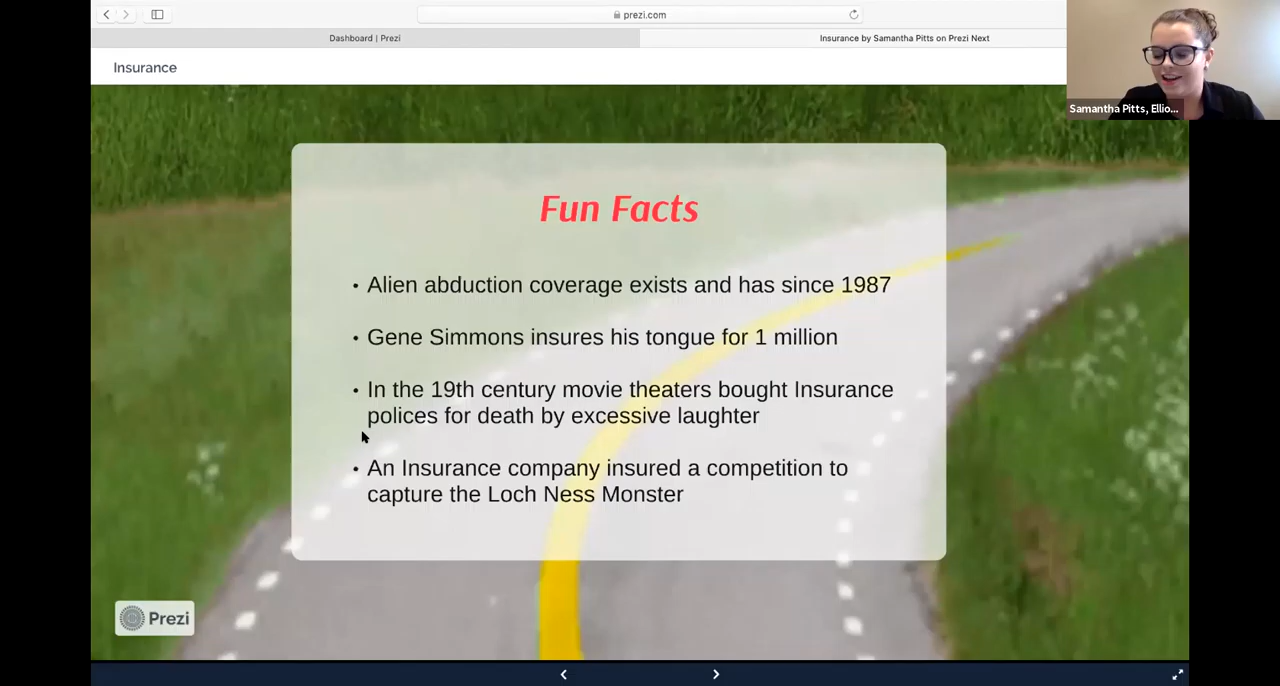 prezi.com
Dashboard | Prezi
Insurance by Samantha Pitts on Prezi Next
Insurance
Samantha Pitts, Ellio...
Fun Facts
• Alien abduction coverage exists and has since 1987
• Gene Simmons insures his tongue for 1 million
• In the 19th century movie theaters bought Insurance
polices for death by excessive laughter
• An Insurance company insured a competition to
capture the Loch Ness Monster
Prezi